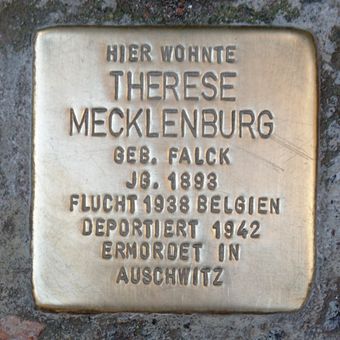 HIER WOHNTE
THERESE
MECKLENBURG
GEB. FALCK
JG. 1893
FLUCHT 1938 BELGIEN
DEPORTIERT 1942
ERMORDET IN
AUSCHWITZ